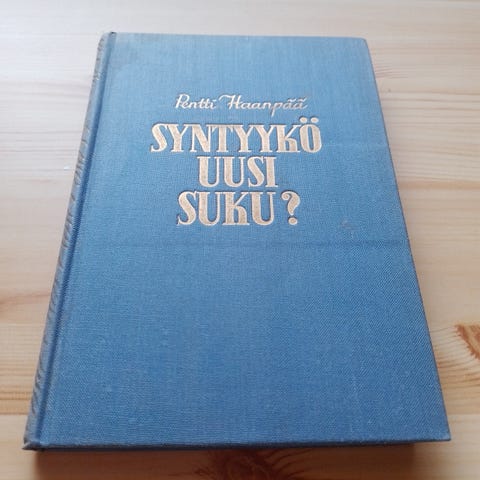 Pentti Haanpää
SYNTYYKÖ
UUSI
SUKU?